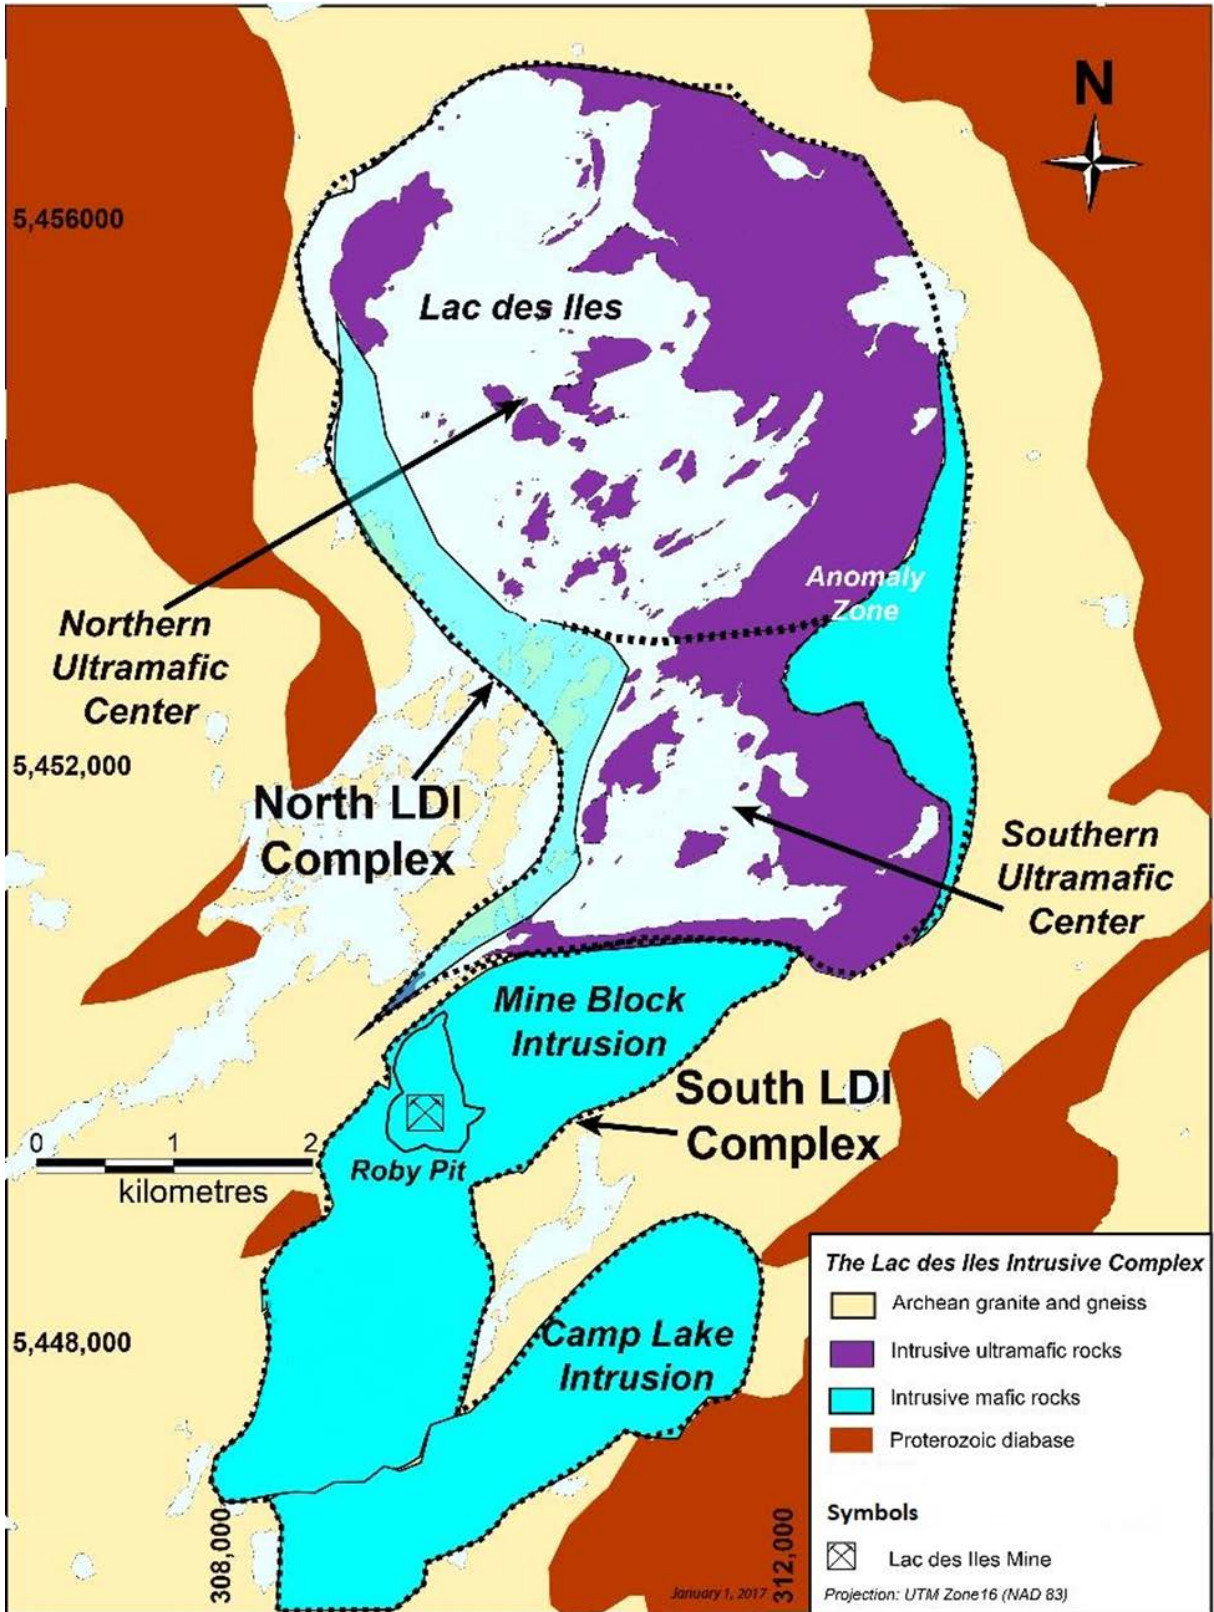 N
5,456000
Lac des Iles
Anomaly
Zone
Northern
Ultramafic
Center
5,452,000
North LDI
Complex
Southern
Ultramafic
Center
Mine Block
Intrusion
South LDI
Complex
0 1 2
kilometres
Roby Pit
5,448,000
Camp Lake
Intrusion
308,000
312,000
January 1, 2017
The Lac des Iles Intrusive Complex
Archean granite and gneiss
Intrusive ultramafic rocks
Intrusive mafic rocks
Proterozoic diabase
Symbols
Lac des Iles Mine
Projection: UTM Zone16 (NAD 83)